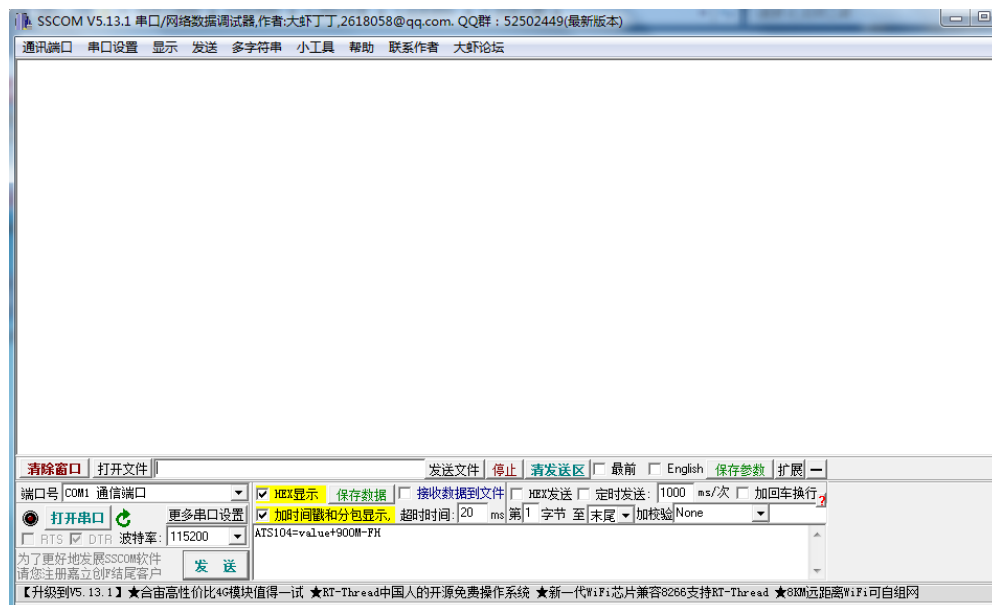 SSCOM V5.13.1 串口/网络数据调试器,作者:大虾丁丁,2618058@qq.com. QQ群：52502449(最新版本)
通讯端口 串口设置 显示 发送 多字符串 小工具 帮助 联系作者 大虾论坛
清除窗口 打开文件 发送文件 停止 清发送区 最前 English 保存参数 扩展 —
端口号 COM1 通信端口 HEX显示 保存数据 接收数据到文件 HEX发送 定时发送: 1000 ms/次 加回车换行 ?
打开串口 更多串口设置 加时间戳和分包显示, 超时时间: 20 ms 第1 字节 至 末尾 加校验 None
RTS DTR 波特率: 115200 ATS104=value+900M-FH
为了更好地发展SSCOM软件
请您注册嘉立创F结尾客户
发 送
【升级到V5.13.1】★合宙高性价比4G模块值得一试 ★RT-Thread中国人的开源免费操作系统 ★新一代WiFi芯片兼容8266支持RT-Thread ★8KM远距离WiFi可自组网